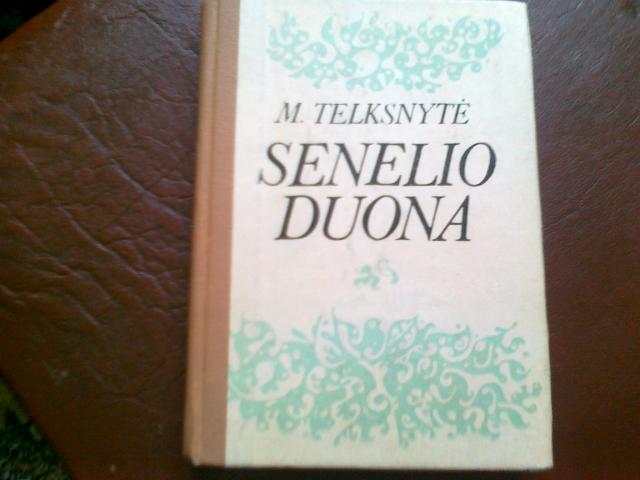 M. TELKSNYTĖ
SENELIO
DUONA